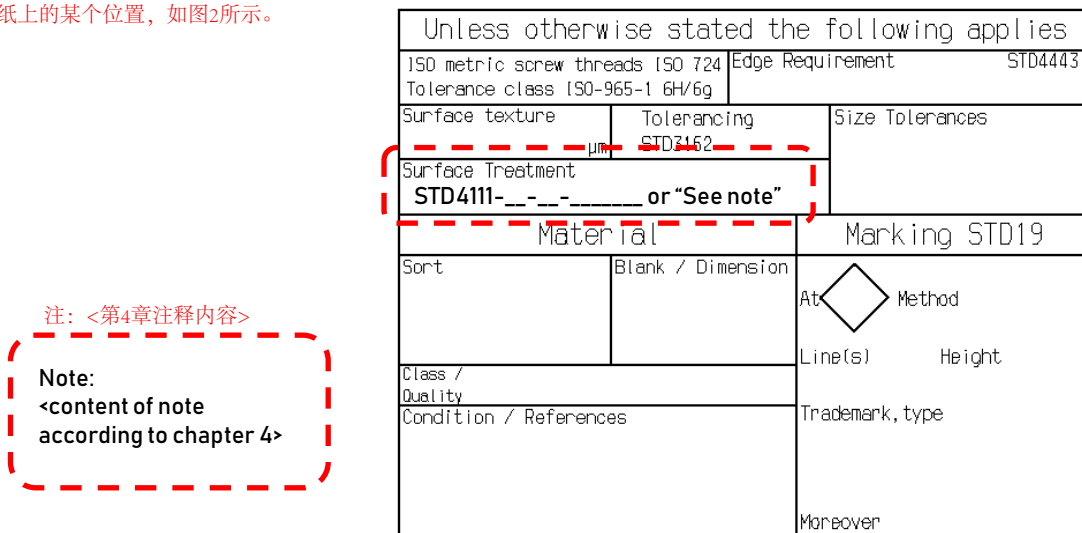 纸上的某个位置，如图2所示。
Unless otherwise stated the following applies
ISO metric screw threads ISO 724
Tolerance class ISO-965-1 6H/6g
Edge Requirement STD4443
Surface texture
µm
Tolerancing
STD3162
Size Tolerances
Surface Treatment
STD4111-__-__-_______ or “See note”
Material
Marking STD19
Sort
Blank / Dimension
At Method
Line(s) Height
Class /
Quality
Condition / References
Trademark, type
Moreover
注：<第4章注释内容>
Note:
<content of note
according to chapter 4>